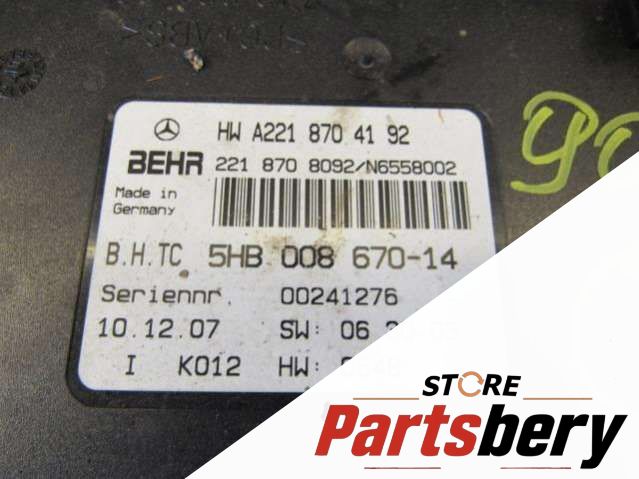 HW A221 870 41 92
BEHR 221 870 8092/N6558002
Made in
Germany
B.H.TC 5HB 008 670-14
Seriennr. 00241276
10.12.07 SW: 06
I K012 HW:
STORE
Partsbery